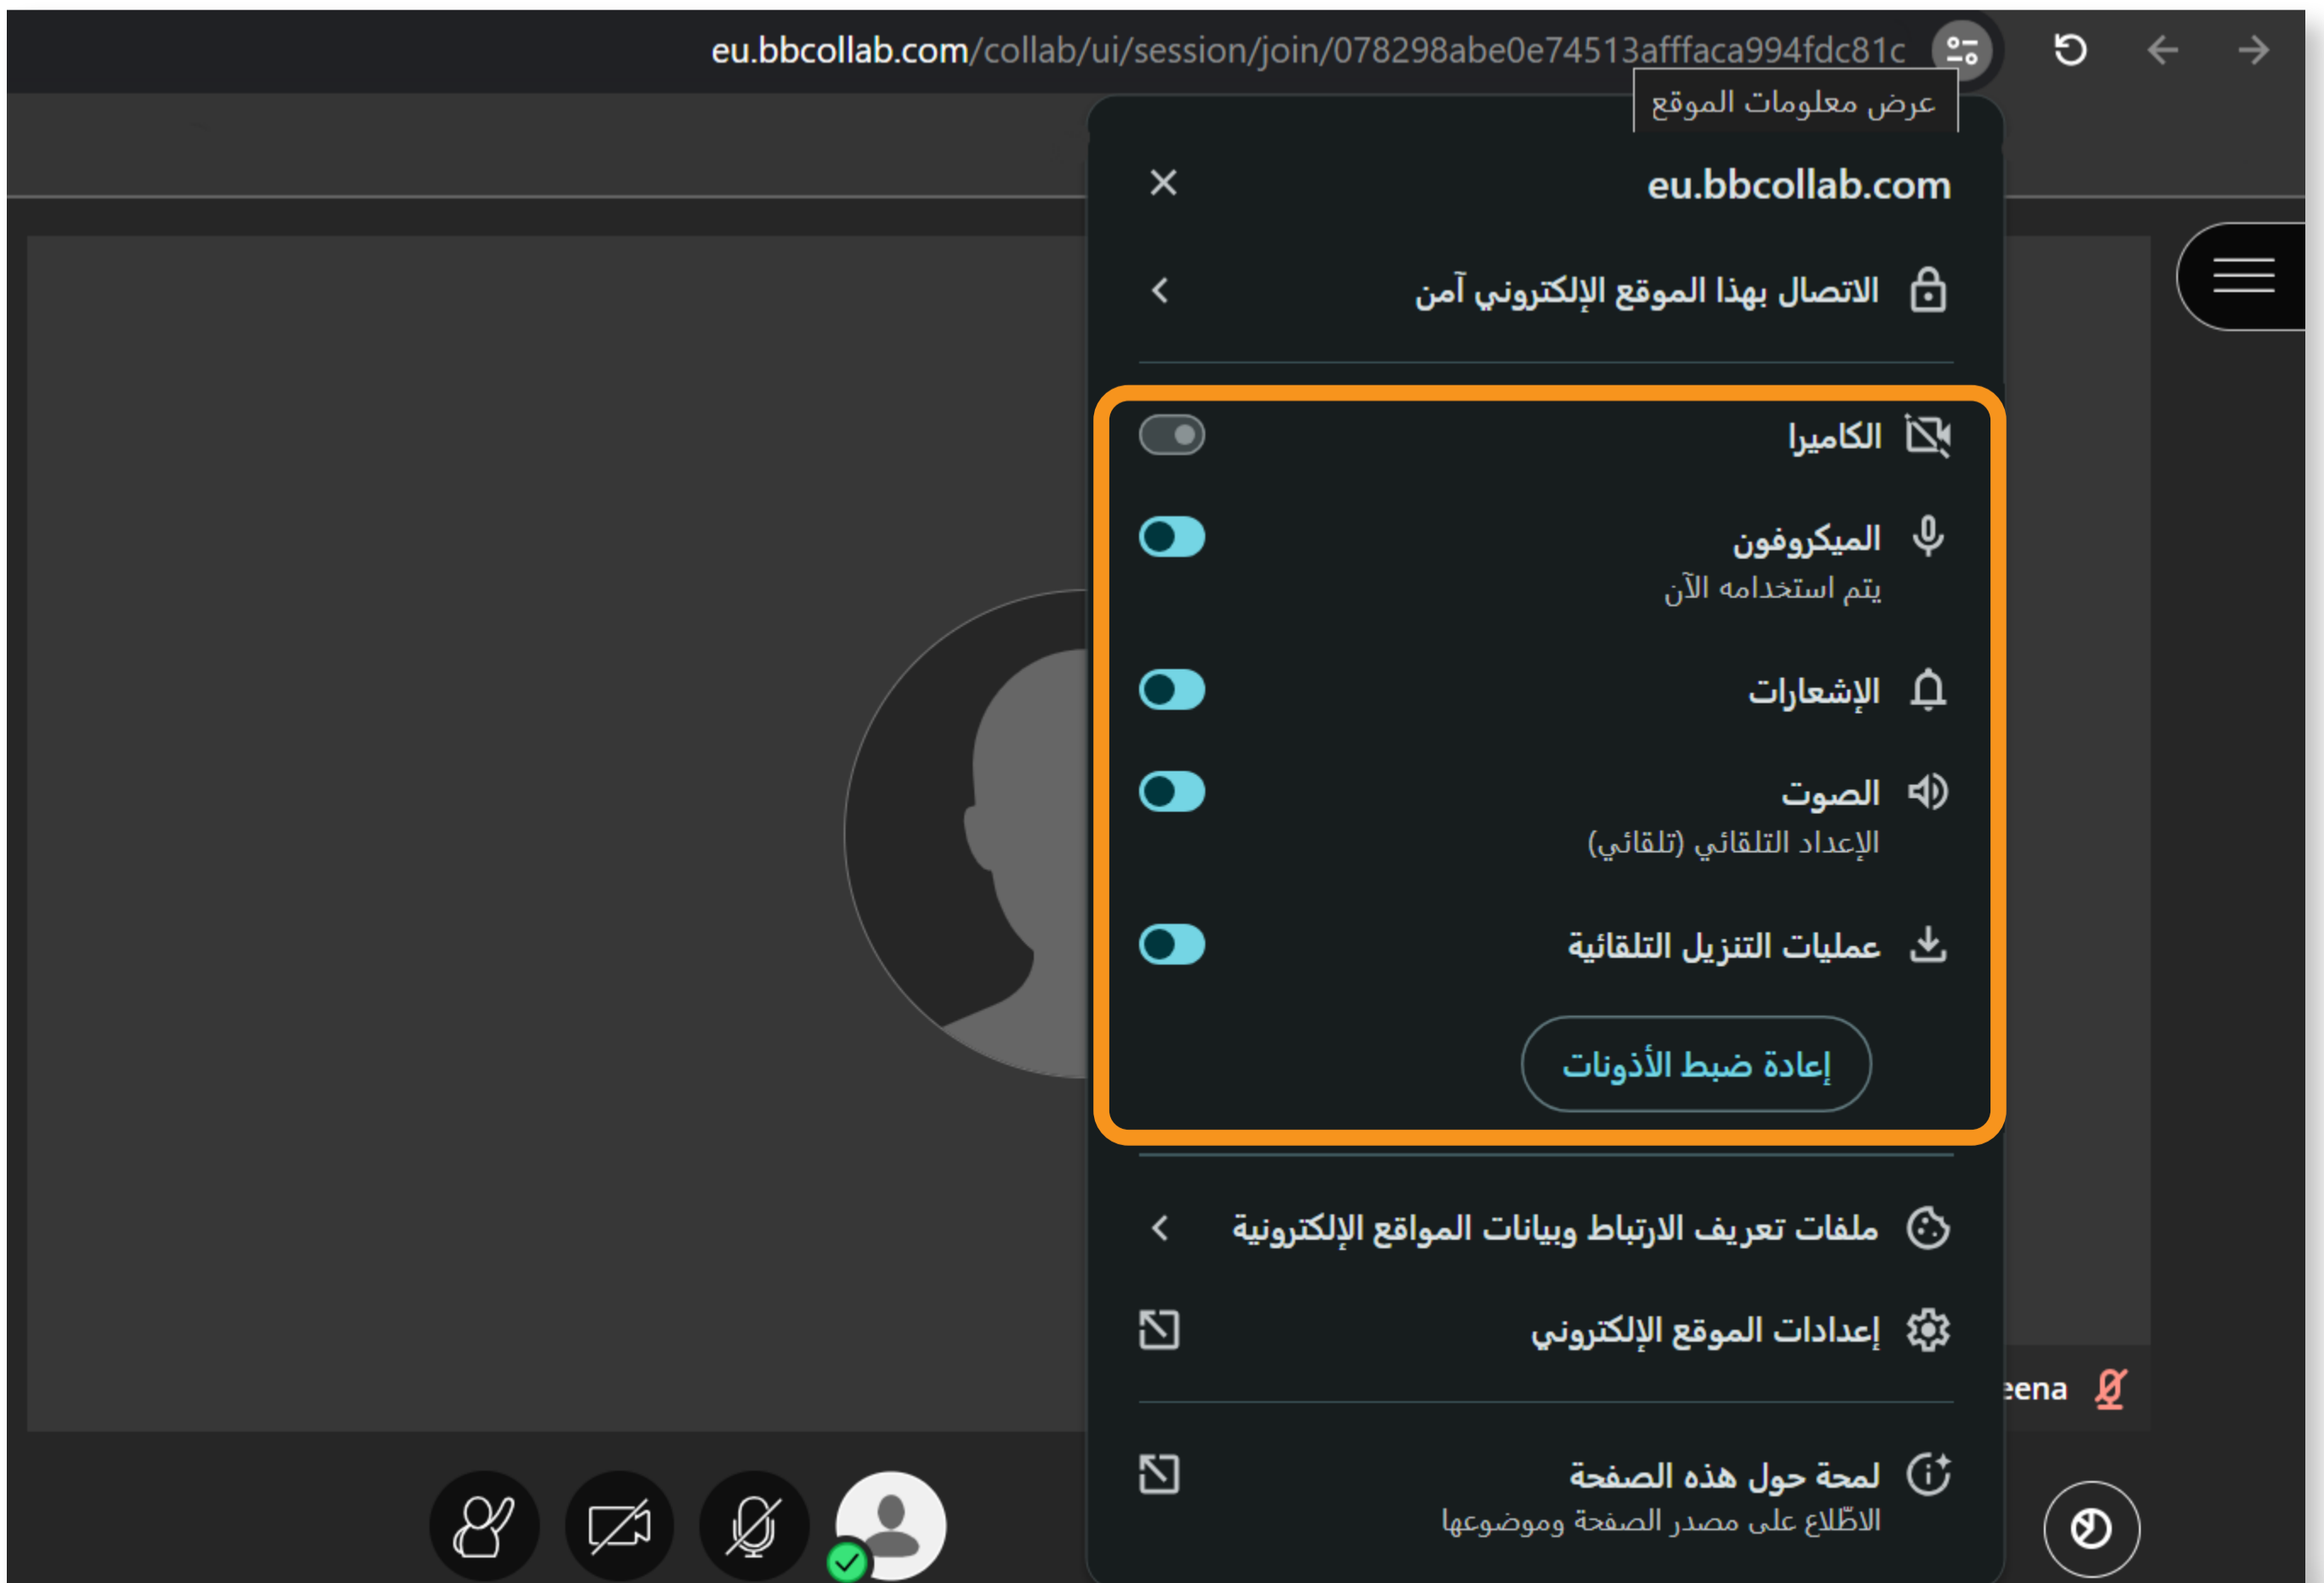 eu.bbcollab.com/collab/ui/session/join/078298abe0e74513afffaca994fdc81c
عرض معلومات الموقع
eu.bbcollab.com
الاتصال بهذا الموقع الإلكتروني آمن
الكاميرا
الميكروفون
يتم استخدامه الآن
الإشعارات
الصوت
الإعداد التلقائي (تلقائي)
عمليات التنزيل التلقائية
إعادة ضبط الأذونات
ملفات تعريف الارتباط وبيانات المواقع الإلكترونية
إعدادات الموقع الإلكتروني
eena
لمحة حول هذه الصفحة
الاطّلاع على مصدر الصفحة وموضوعها